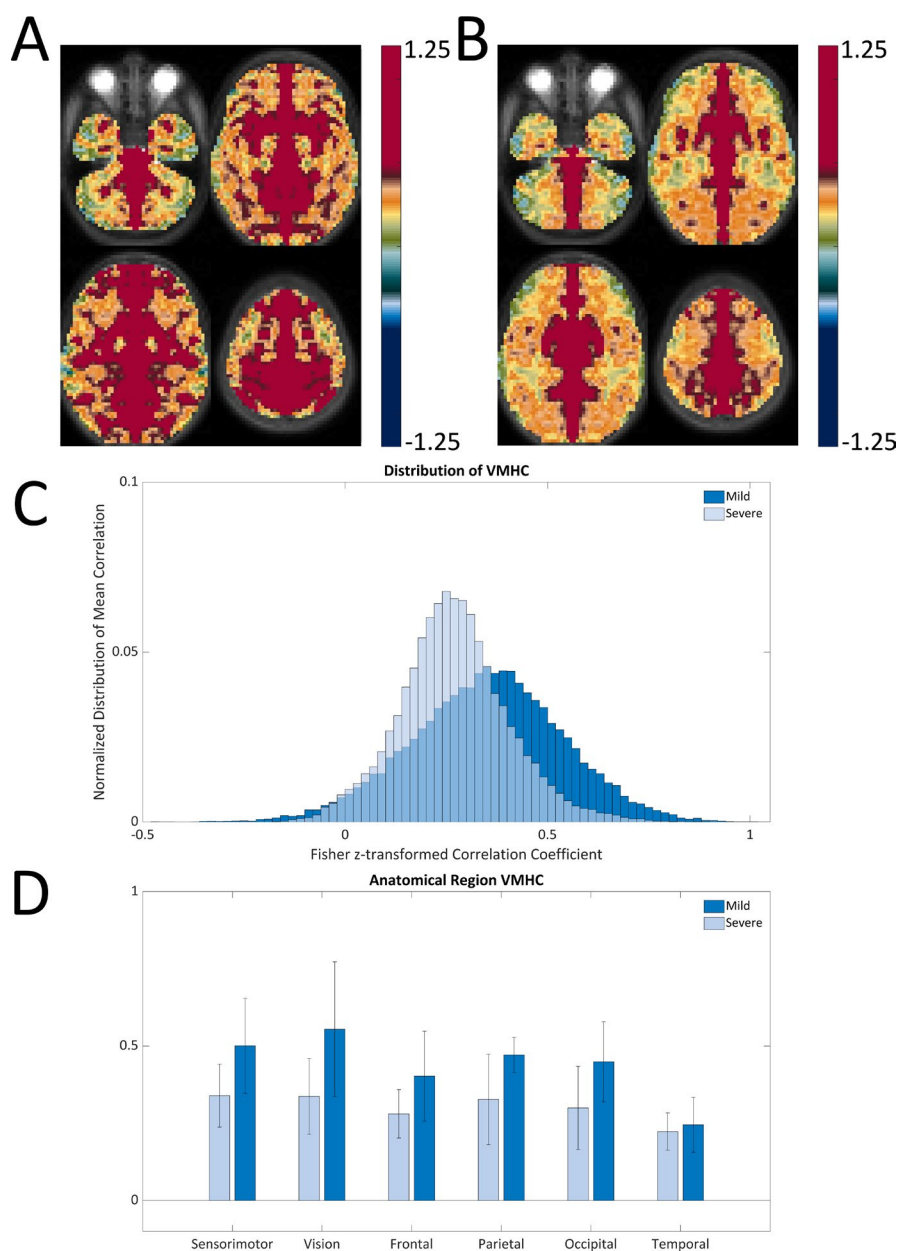 A
B
1.25
1.25
-1.25
-1.25
C
Distribution of VMHC
0.1
Mild
Severe
Normalized Distribution of Mean Correlation
0.05
0
-0.5
0
0.5
1
Fisher z-transformed Correlation Coefficient
D
Anatomical Region VMHC
1
Mild
Severe
0.5
0
Sensorimotor
Vision
Frontal
Parietal
Occipital
Temporal